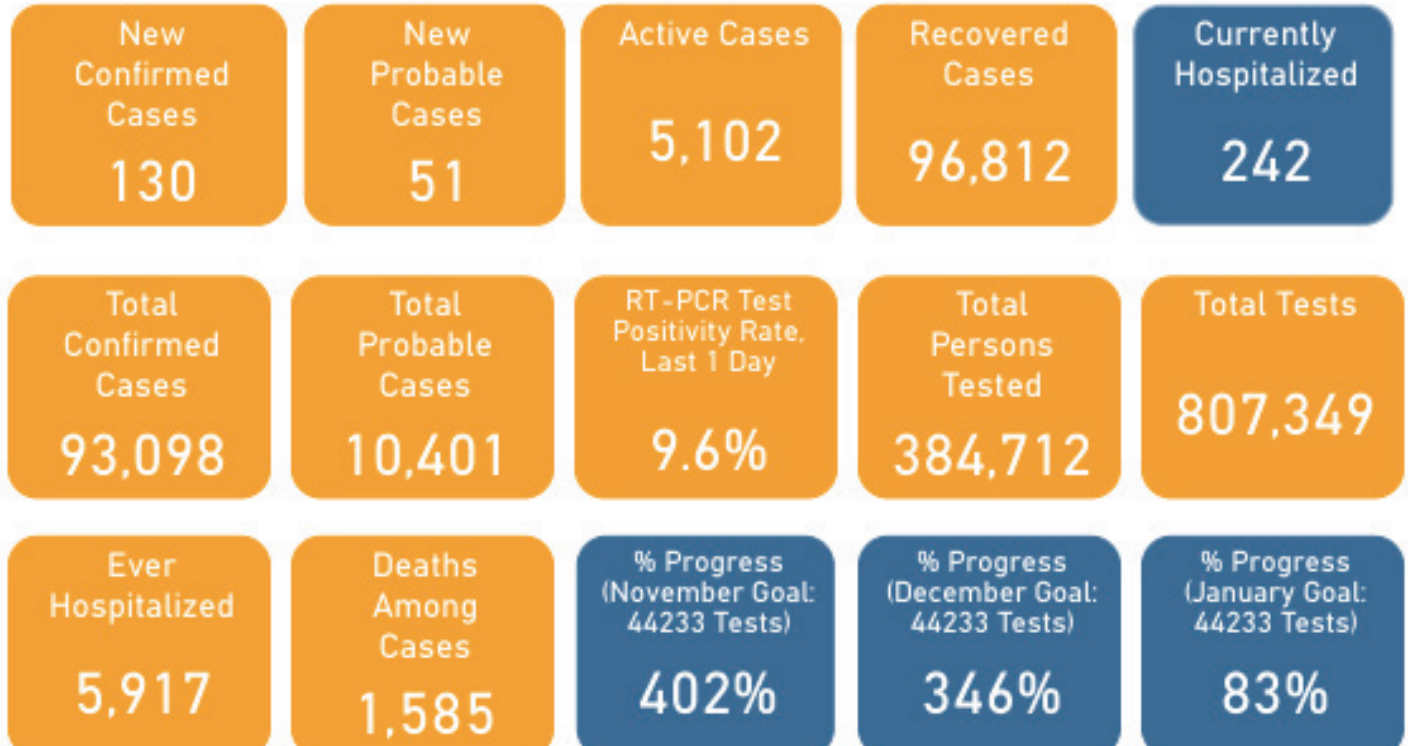 New
Confirmed
Cases
130
New
Probable
Cases
51
Active Cases
5,102
Recovered
Cases
96,812
Currently
Hospitalized
242
Total
Confirmed
Cases
93,098
Total
Probable
Cases
10,401
RT-PCR Test
Positivity Rate,
Last 1 Day
9.6%
Total
Persons
Tested
384,712
Total Tests
807,349
Ever
Hospitalized
5,917
Deaths
Among
Cases
1,585
% Progress
(November Goal:
44233 Tests)
402%
% Progress
(December Goal:
44233 Tests)
346%
% Progress
(January Goal:
44233 Tests)
83%